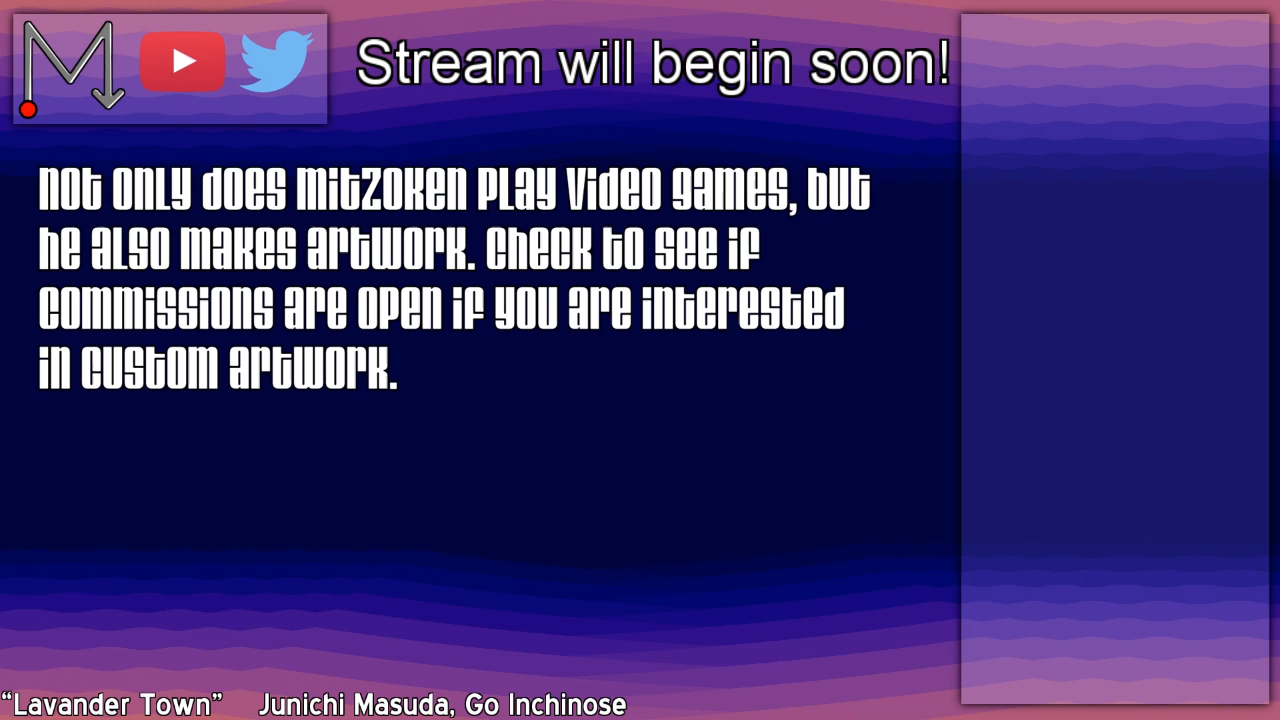 Stream will begin soon!
Not only does Mitzoken play video games, but
he also makes artwork. Check to see if
commissions are open if you are interested
in custom artwork.
“Lavander Town” Junichi Masuda, Go Inchinose